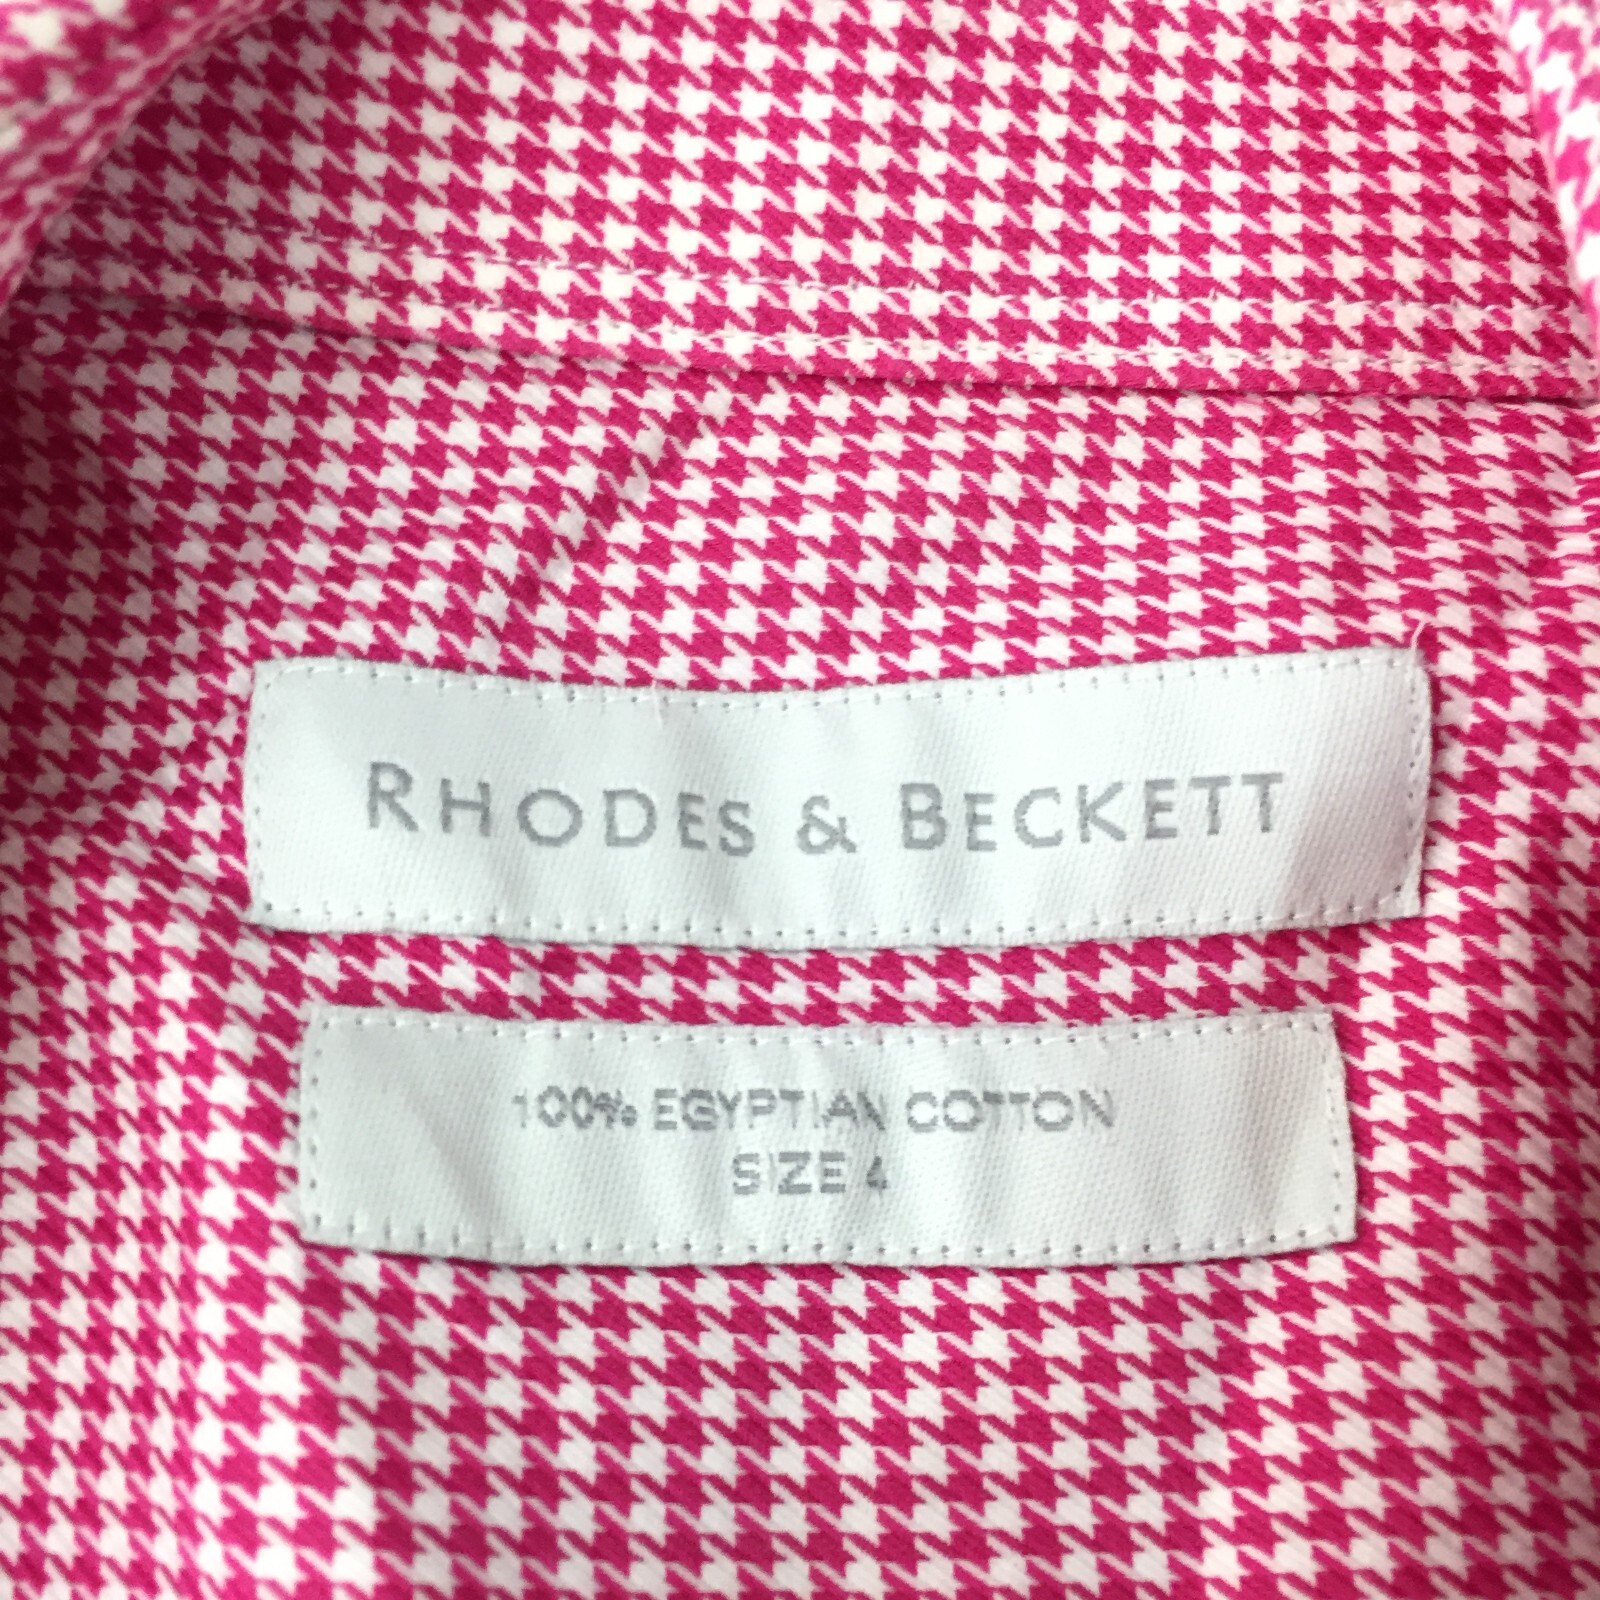 RHODES & BECKETT
100% EGYPTIAN COTTON
SIZE 4